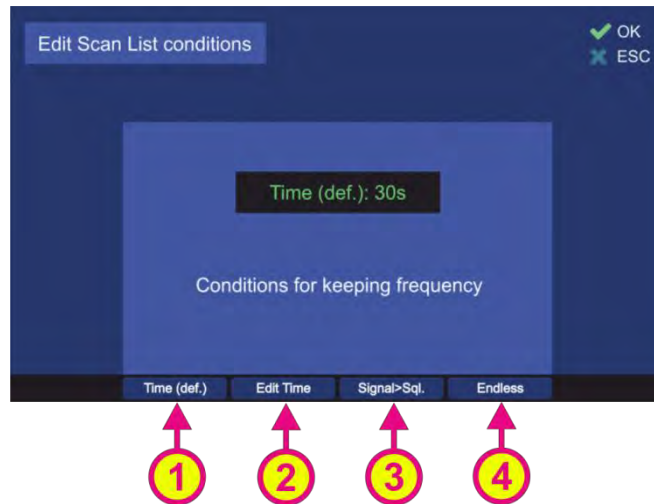 Edit Scan List conditions
OK
ESC
Time (def.): 30s
Conditions for keeping frequency
Time (def.) Edit Time Signal>Sql. Endless
1 2 3 4